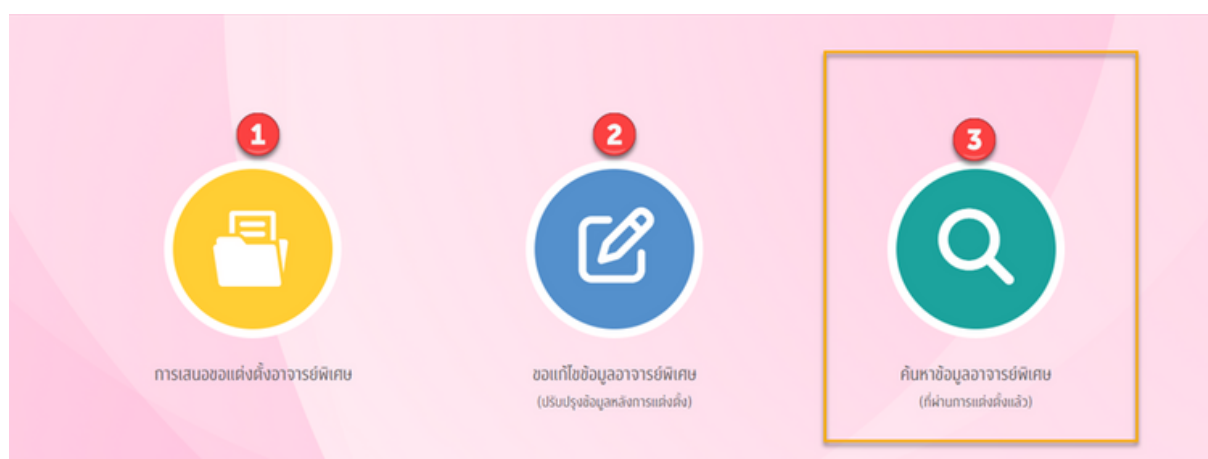 1
การเสนอขอแต่งตั้งอาจารย์พิเศษ
2
ขอแก้ไขข้อมูลอาจารย์พิเศษ
(ปรับปรุงข้อมูลหลังการแต่งตั้ง)
3
ค้นหาข้อมูลอาจารย์พิเศษ
(ที่ผ่านการแต่งตั้งแล้ว)